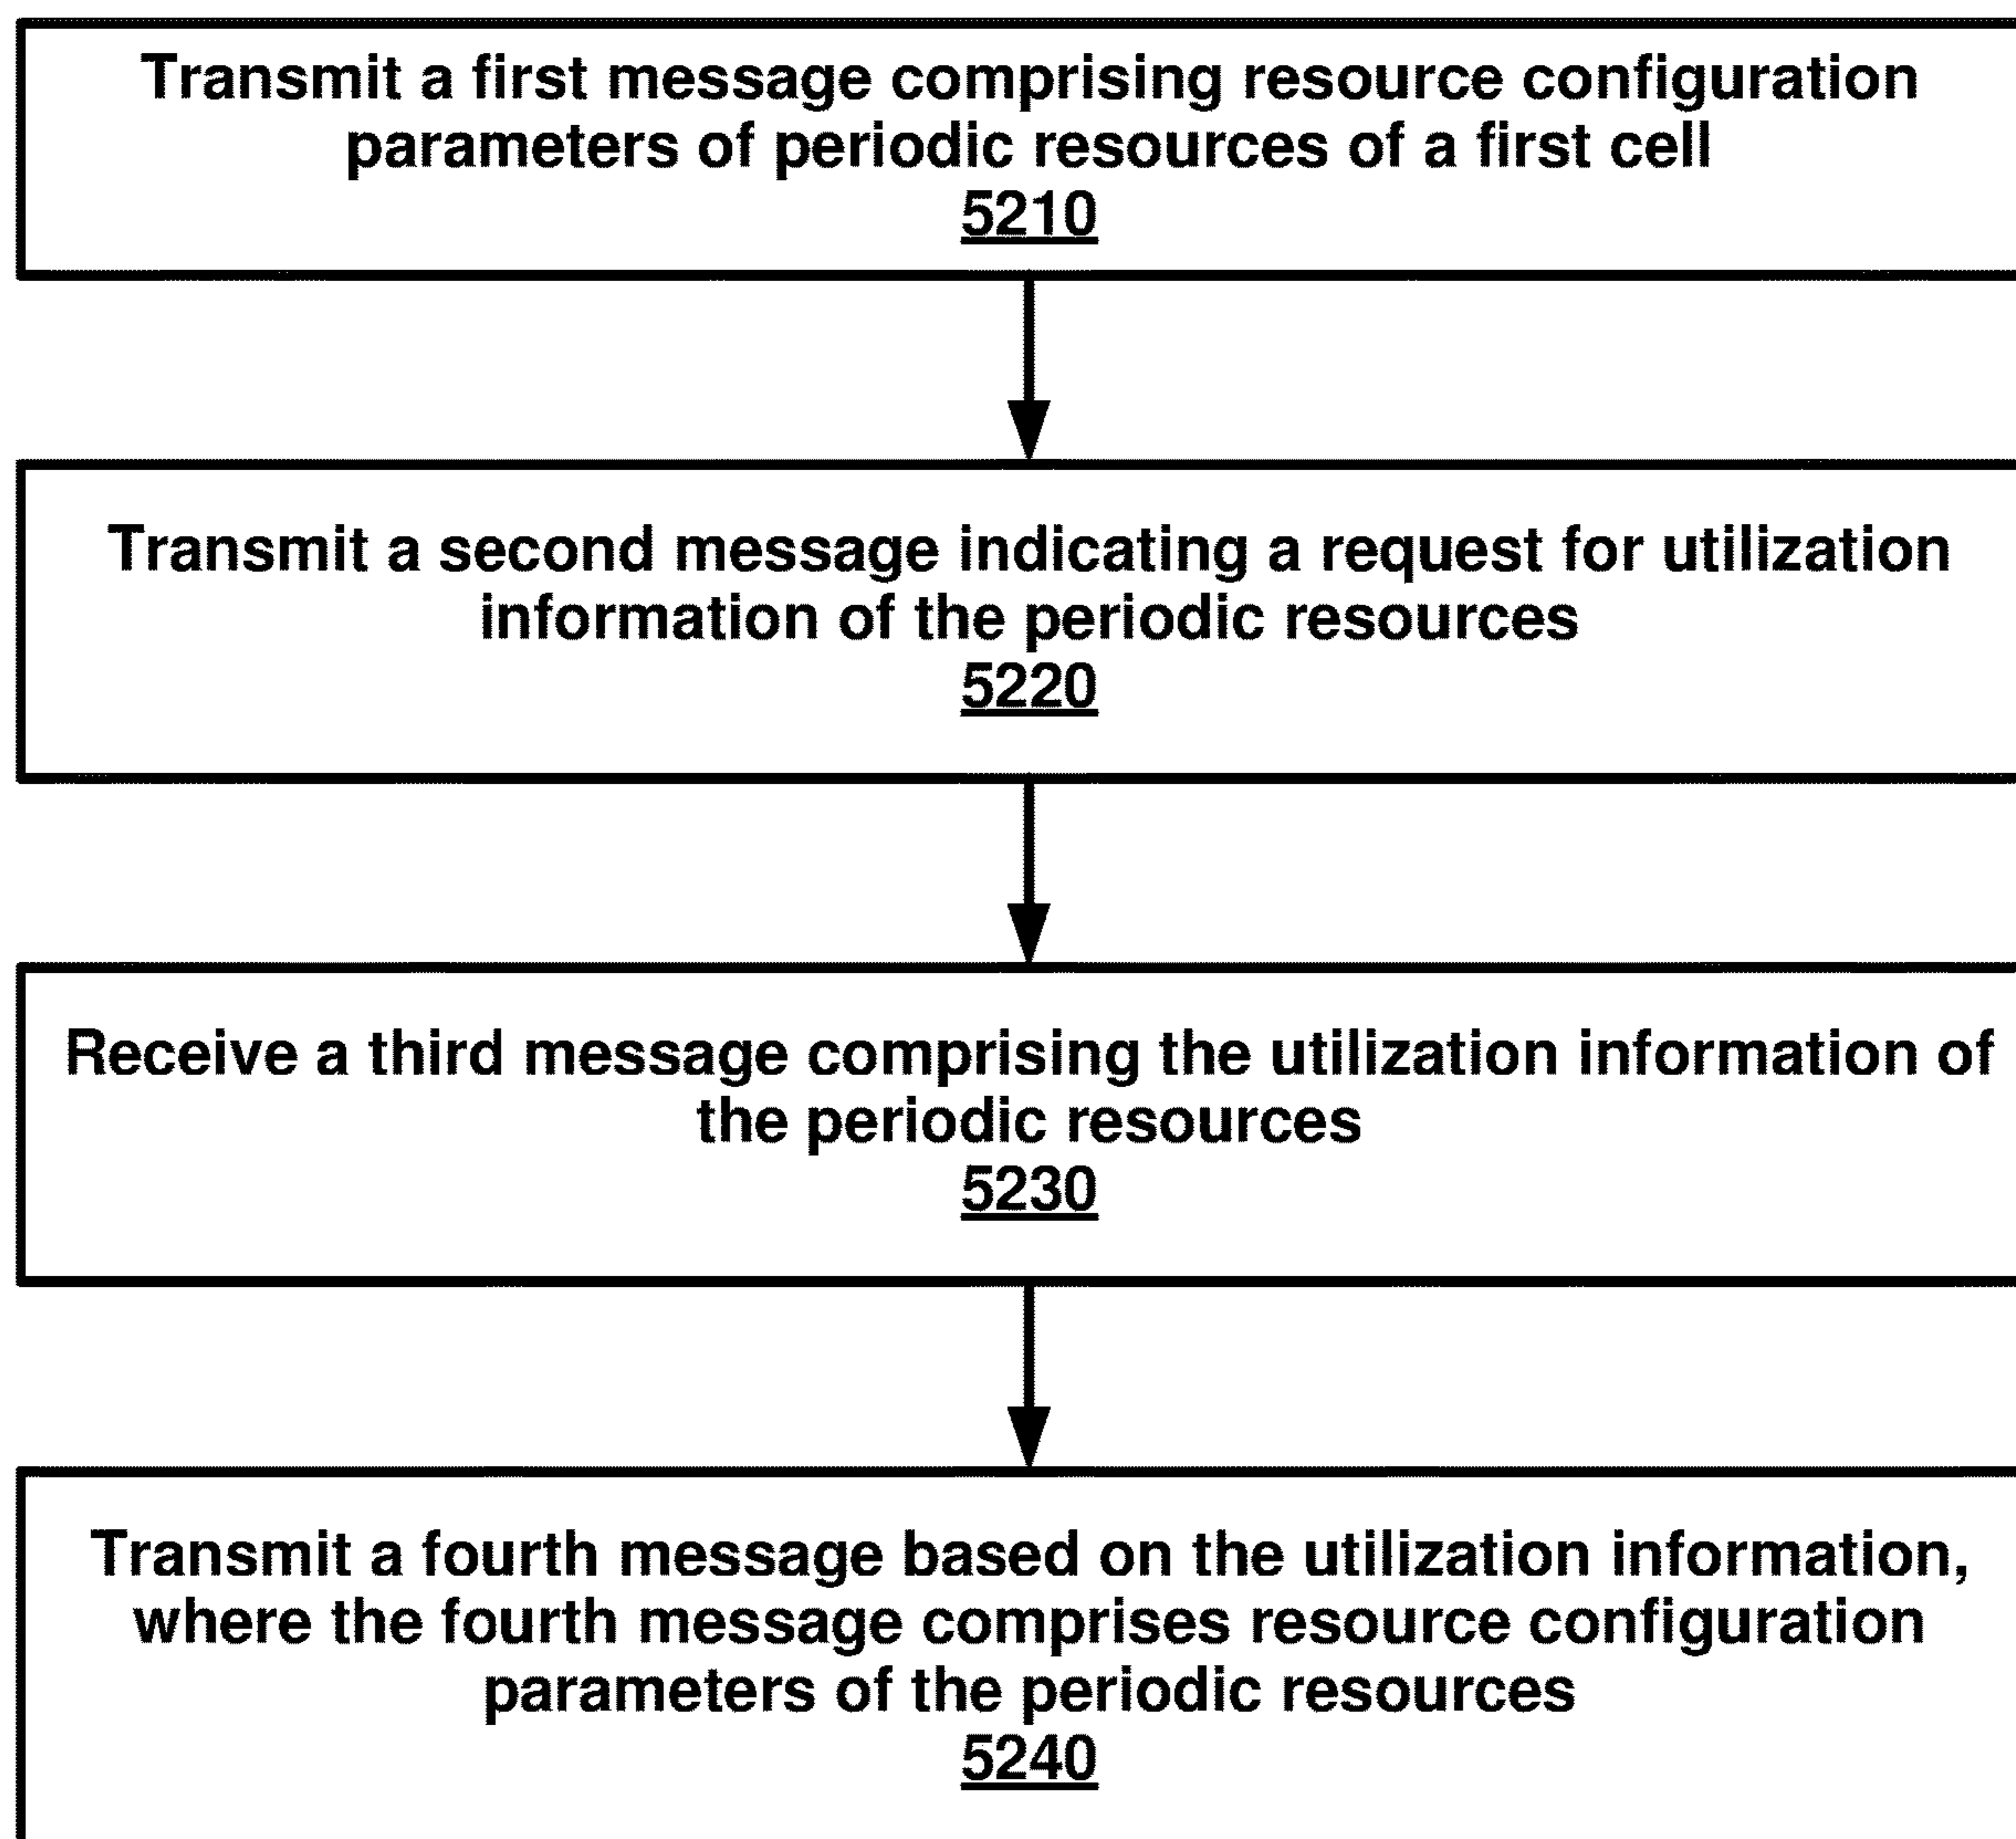 Transmit a first message comprising resource configuration
parameters of periodic resources of a first cell
5210
Transmit a second message indicating a request for utilization
information of the periodic resources
5220
Receive a third message comprising the utilization information of
the periodic resources
5230
Transmit a fourth message based on the utilization information,
where the fourth message comprises resource configuration
parameters of the periodic resources
5240